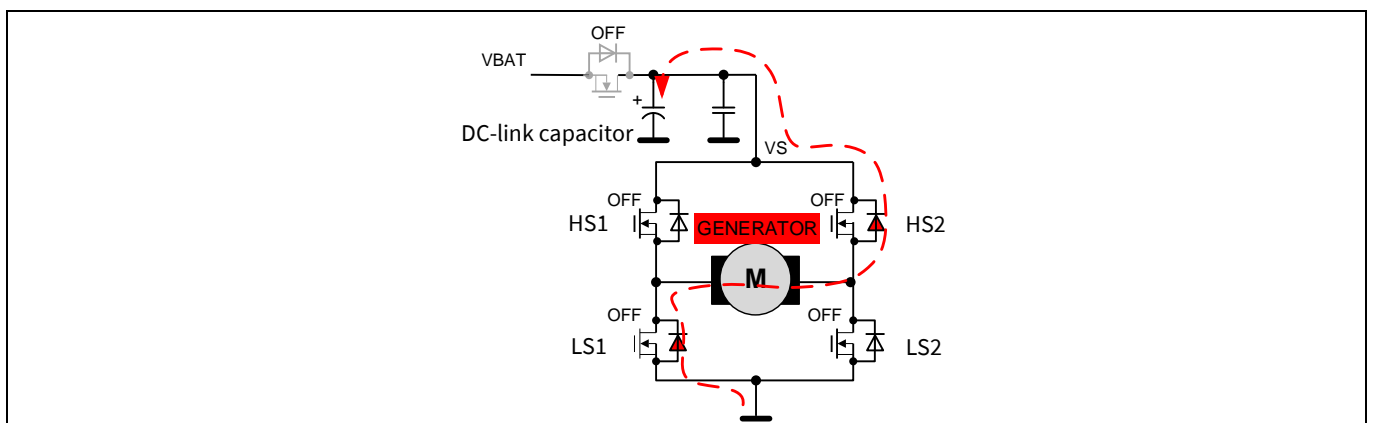 OFF
VBAT
+
DC-link capacitor
VS
OFF
OFF
HS1
GENERATOR
HS2
M
OFF
OFF
LS1
LS2